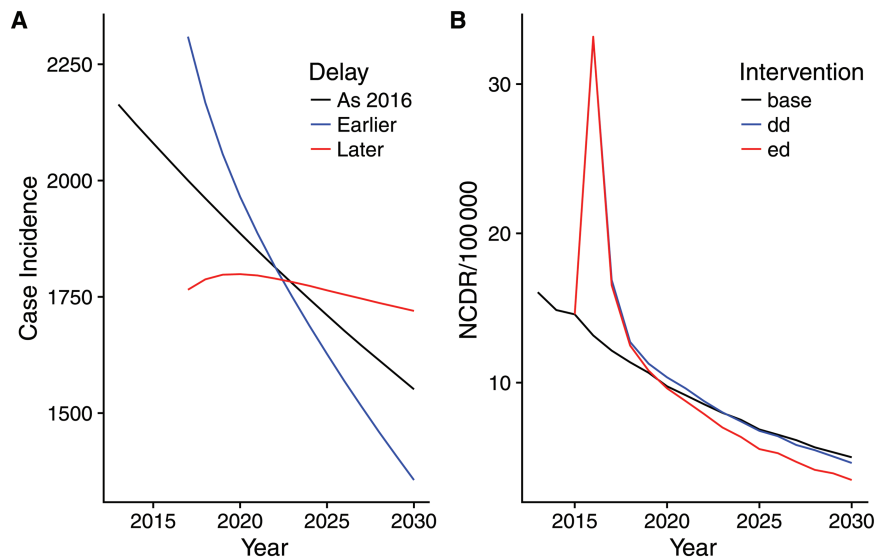 A
Case Incidence
2250
2000
1750
1500
Delay
As 2016
Earlier
Later
2015 2020 2025 2030
Year
B
NCDR/100 000
30
20
10
Intervention
base
dd
ed
2015 2020 2025 2030
Year